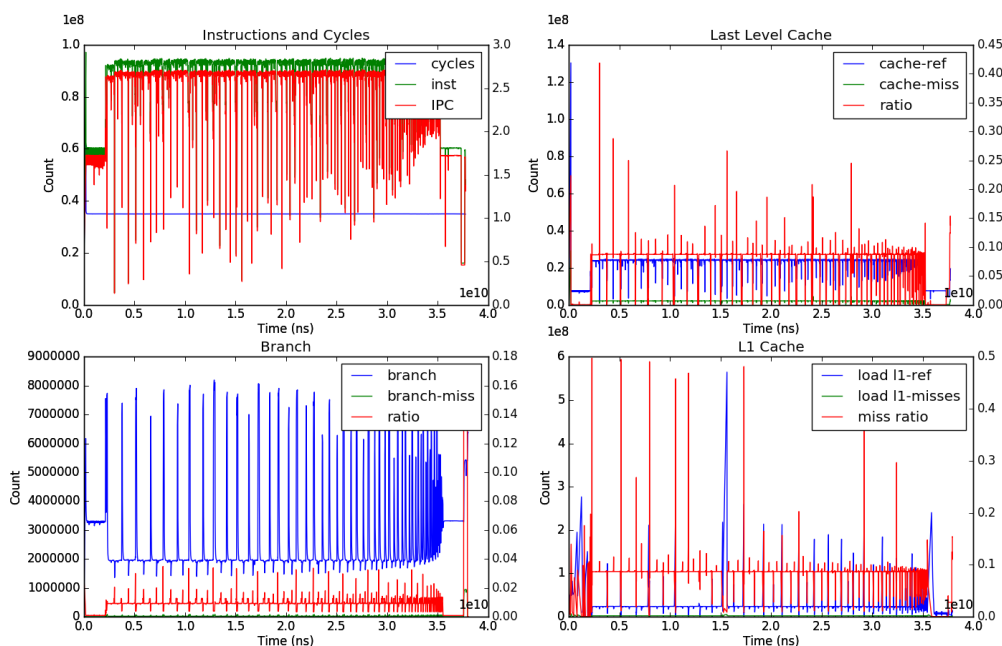 1e8
Instructions and Cycles
1.0
0.8
0.6
0.4
0.2
0.0
Count
3.0
2.5
2.0
1.5
1.0
0.5
0.0
cycles
inst
IPC
0.0 0.5 1.0 1.5 2.0 2.5 3.0 3.5 4.0
1e10
Time (ns)
1e8
Last Level Cache
1.4
1.2
1.0
0.8
0.6
0.4
0.2
0.0
Count
0.45
0.40
0.35
0.30
0.25
0.20
0.15
0.10
0.05
0.00
cache-ref
cache-miss
ratio
0.0 0.5 1.0 1.5 2.0 2.5 3.0 3.5 4.0
1e10
Time (ns)
Branch
9000000
8000000
7000000
6000000
5000000
4000000
3000000
2000000
1000000
0
Count
0.18
0.16
0.14
0.12
0.10
0.08
0.06
0.04
0.02
0.00
branch
branch-miss
ratio
0.0 0.5 1.0 1.5 2.0 2.5 3.0 3.5 4.0
1e10
Time (ns)
1e8
L1 Cache
6
5
4
3
2
1
0
Count
0.5
0.4
0.3
0.2
0.1
0.0
load l1-ref
load l1-misses
miss ratio
0.0 0.5 1.0 1.5 2.0 2.5 3.0 3.5 4.0
1e10
Time (ns)